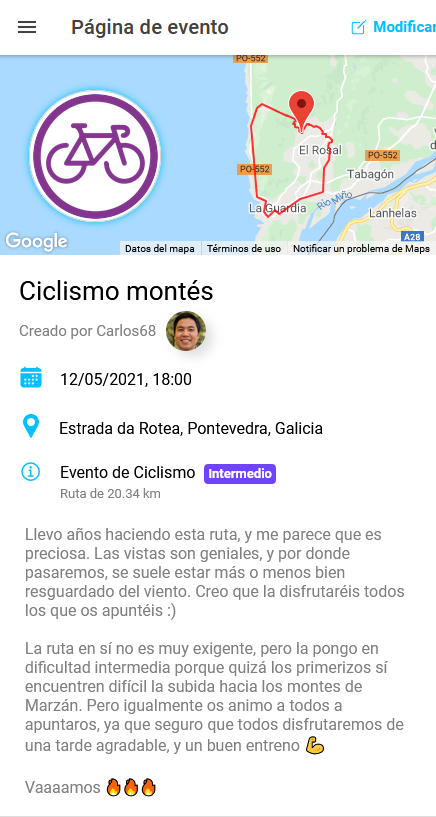 Página de evento
Modificar
PO-552
El Rosal
PO-552
PO-552
Tabagón
La Guardia
Río Miño
Lanhelas
A28
Google
Datos del mapa
Términos de uso
Notificar un problema de Maps
Ciclismo montés
Creado por Carlos68
12/05/2021, 18:00
Estrada da Rotea, Pontevedra, Galicia
Evento de Ciclismo Intermedio
Ruta de 20.34 km
Llevo años haciendo esta ruta, y me parece que es
preciosa. Las vistas son geniales, y por donde
pasaremos, se suele estar más o menos bien
resguardado del viento. Creo que la disfrutaréis todos
los que os apuntéis :)
La ruta en sí no es muy exigente, pero la pongo en
dificultad intermedia porque quizá los primerizos sí
encuentren difícil la subida hacia los montes de
Marzán. Pero igualmente os animo a todos a
apuntaros, ya que seguro que todos disfrutaremos de
una tarde agradable, y un buen entreno 💪
Vaaaamos 🔥🔥🔥